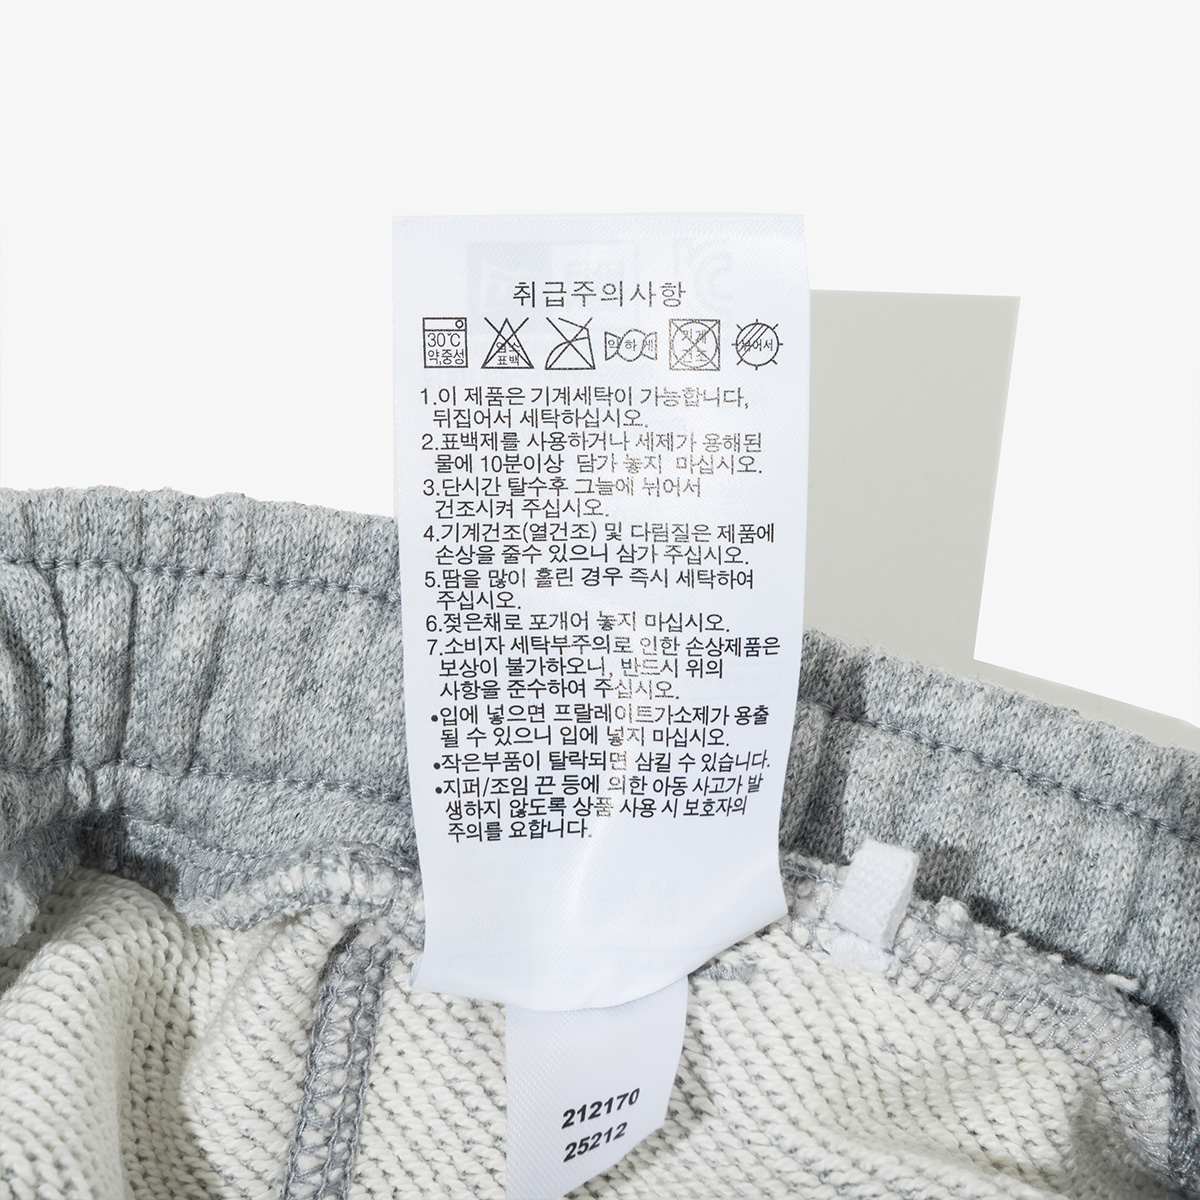 취급주의사항
30℃
약,중성
염소
표백
약하게
기계
건조
뉘어서
1.이 제품은 기계세탁이 가능합니다,
뒤집어서 세탁하십시오.
2.표백제를 사용하거나 세제가 용해된
물에 10분이상 담가 놓지 마십시오.
3.단시간 탈수후 그늘에 뉘어서
건조시켜 주십시오.
4.기계건조(열건조) 및 다림질은 제품에
손상을 줄수 있으니 삼가 주십시오.
5.땀을 많이 흘린 경우 즉시 세탁하여
주십시오.
6.젖은채로 포개어 놓지 마십시오.
7.소비자 세탁부주의로 인한 손상제품은
보상이 불가하오니, 반드시 위의
사항을 준수하여 주십시오.
•입에 넣으면 프탈레이트가소제가 용출
될 수 있으니 입에 넣지 마십시오.
•작은부품이 탈락되면 삼킬 수 있습니다.
•지퍼/조임 끈 등에 의한 아동 사고가 발
생하지 않도록 상품 사용 시 보호자의
주의를 요합니다.
212170
25212